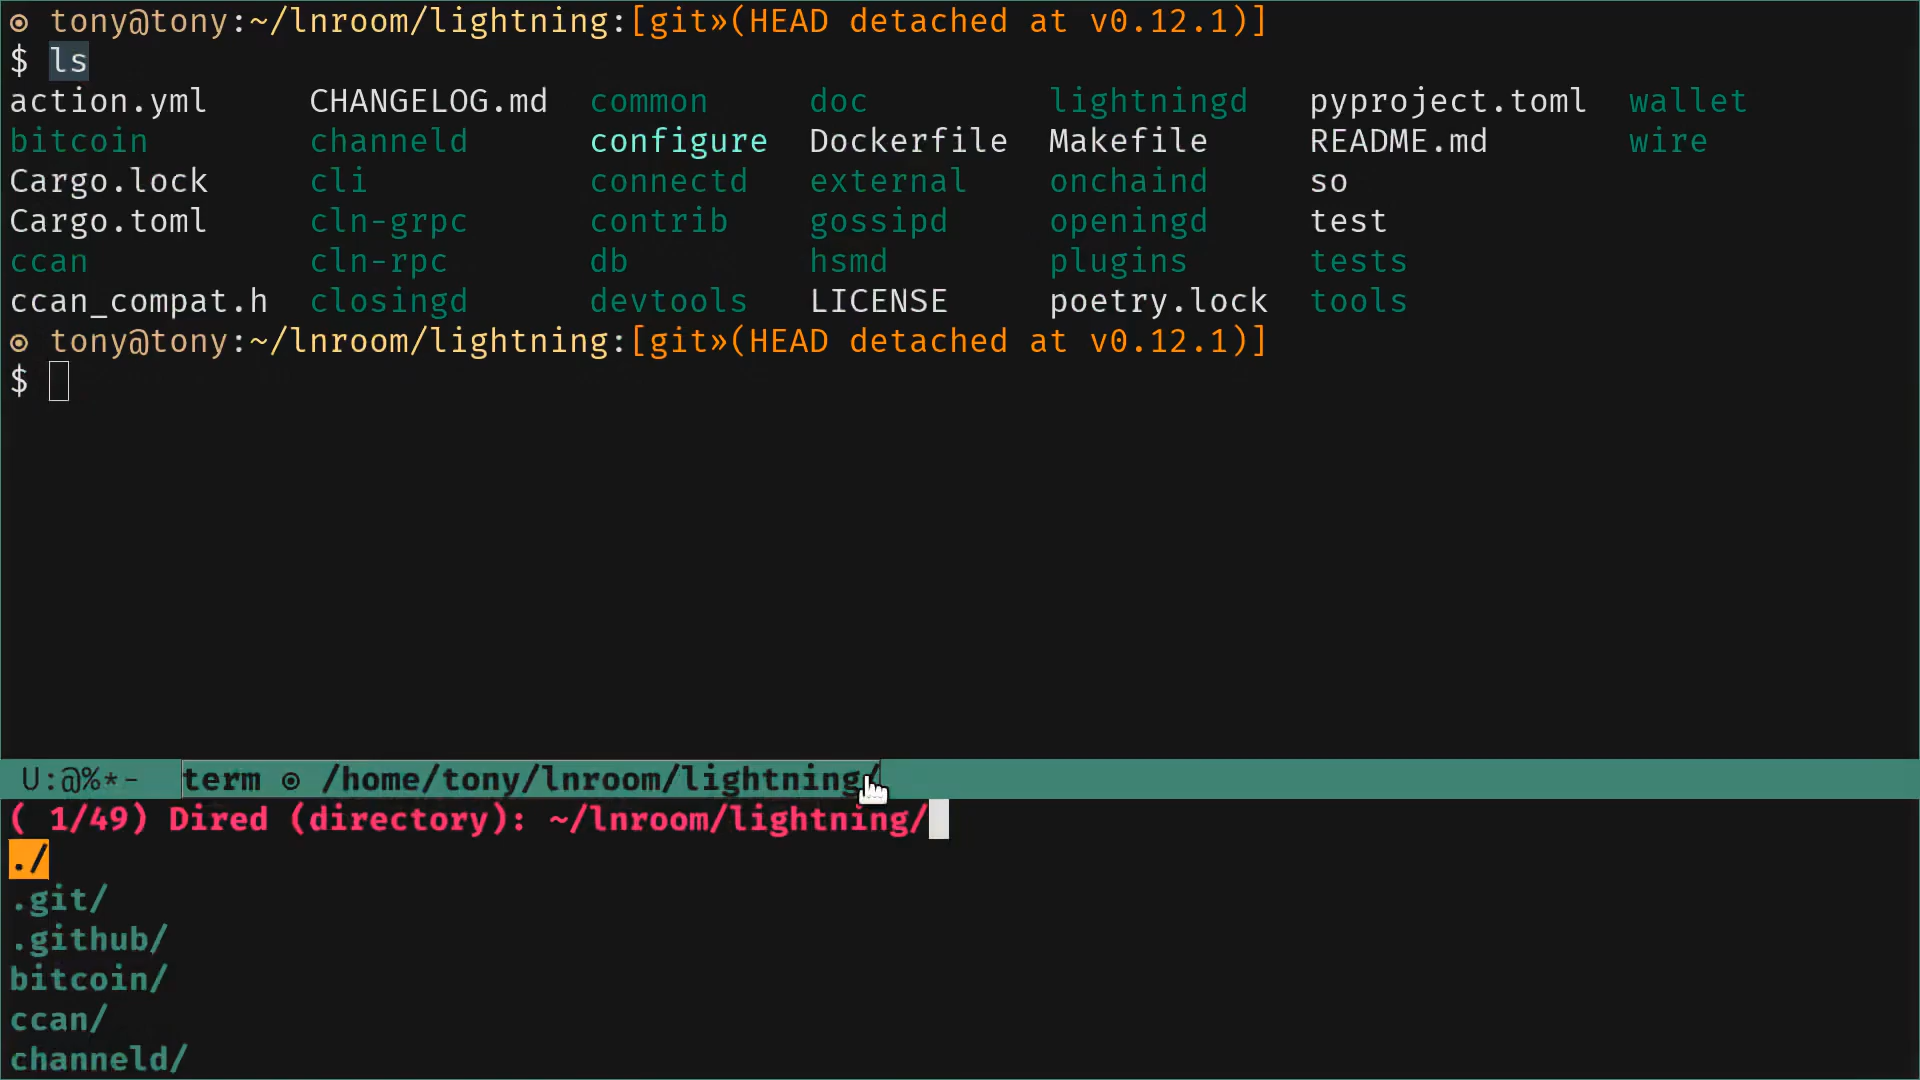 ⊙ tony@tony:~/lnroom/lightning:[git»(HEAD detached at v0.12.1)]
$ ls
action.yml CHANGELOG.md common doc lightningd pyproject.toml wallet
bitcoin channeld configure Dockerfile Makefile README.md wire
Cargo.lock cli connectd external onchaind so
Cargo.toml cln-grpc contrib gossipd openingd test
ccan cln-rpc db hsmd plugins tests
ccan_compat.h closingd devtools LICENSE poetry.lock tools
⊙ tony@tony:~/lnroom/lightning:[git»(HEAD detached at v0.12.1)]
$
U:@%*- term ⊙ /home/tony/lnroom/lightning/
( 1/49) Dired (directory): ~/lnroom/lightning/
./
.git/
.github/
bitcoin/
ccan/
channeld/